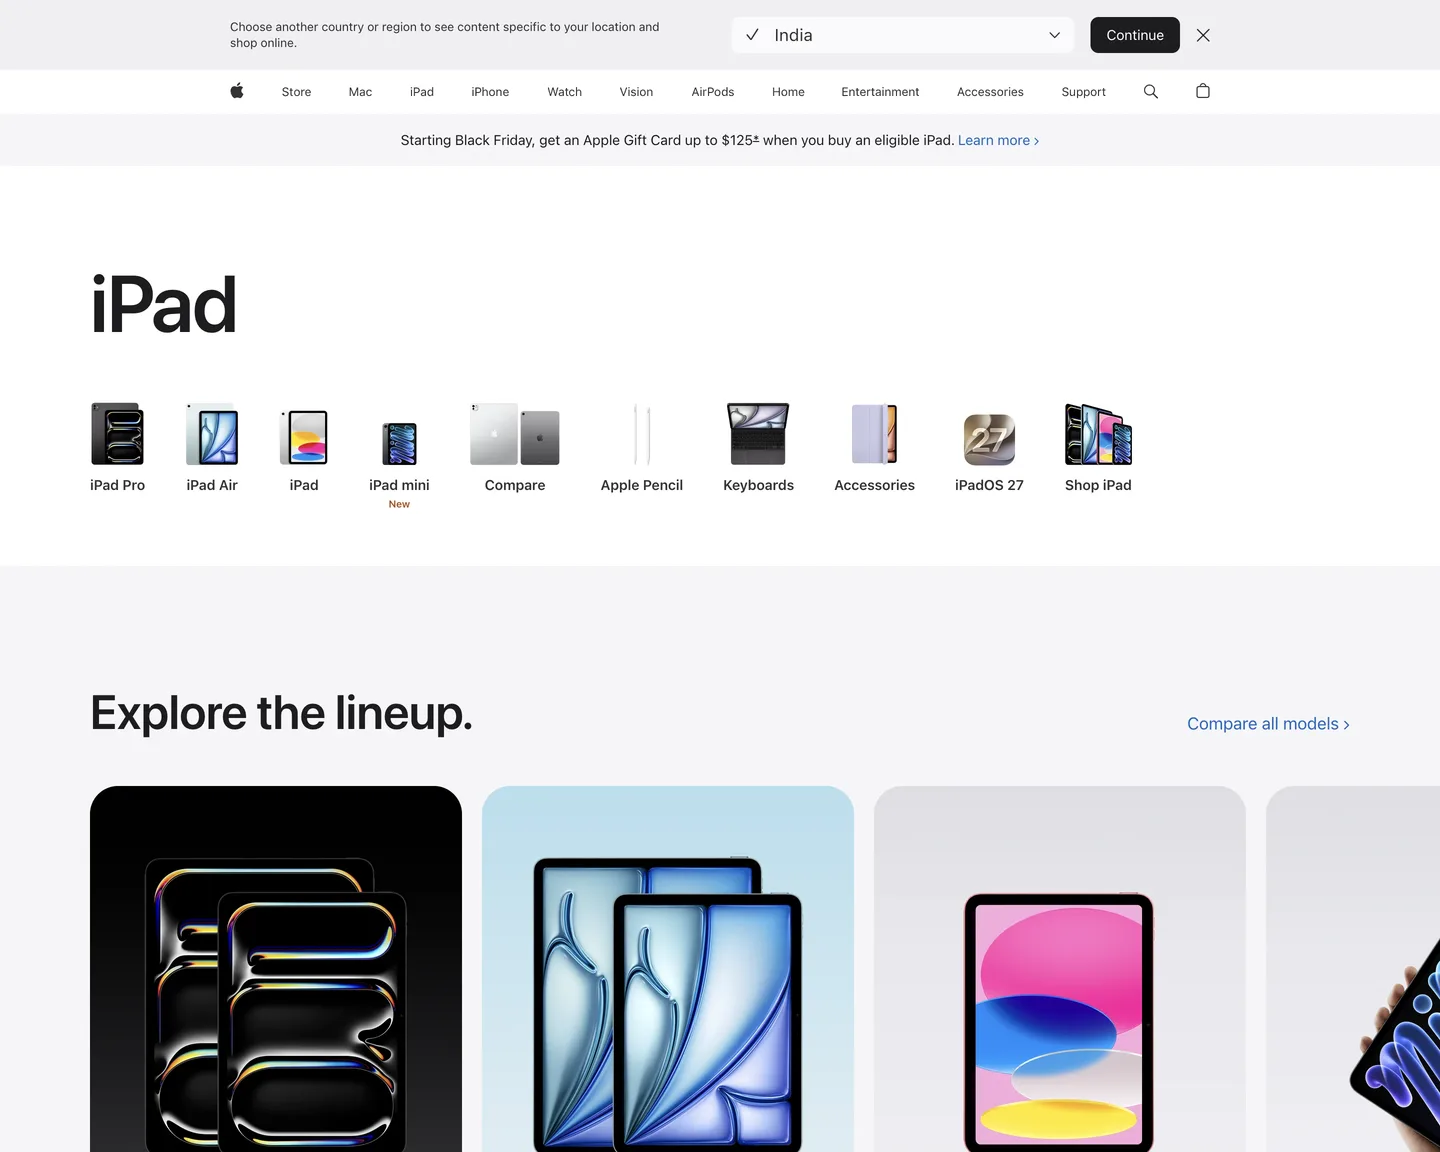 Choose another country or region to see content specific to your location and
shop online.
India
Continue
Store
Mac
iPad
iPhone
Watch
Vision
AirPods
Home
Entertainment
Accessories
Support
Starting Black Friday, get an Apple Gift Card up to $125* when you buy an eligible iPad. Learn more >
iPad
iPad Pro
iPad Air
iPad
iPad mini
New
Compare
Apple Pencil
Keyboards
Accessories
27
iPadOS 27
Shop iPad
Explore the lineup.
Compare all models >